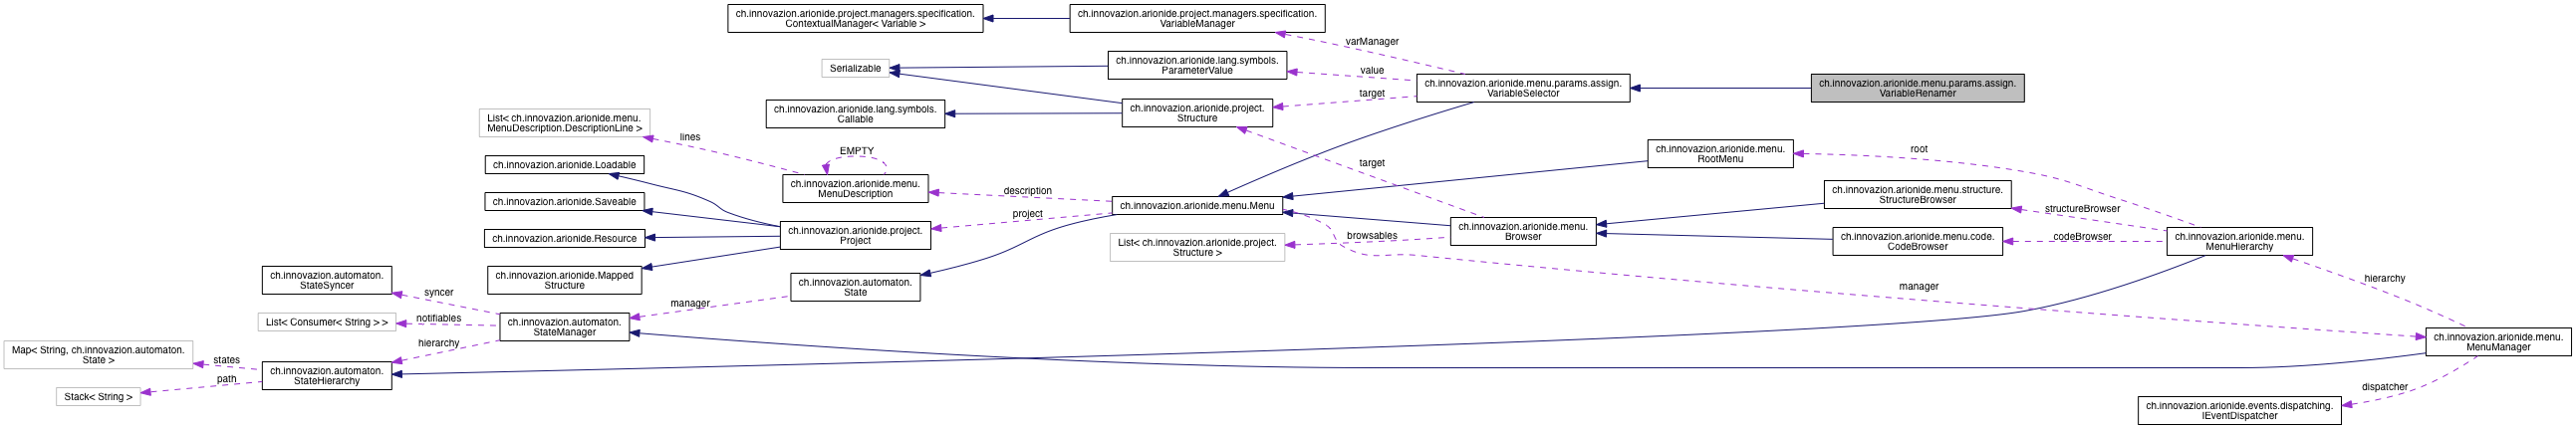 ch.innovazion.arionide.project.managers.specification.
ContextualManager< Variable >
ch.innovazion.arionide.project.managers.specification.
VariableManager
varManager
Serializable
ch.innovazion.arionide.lang.symbols.
ParameterValue
value
ch.innovazion.arionide.menu.params.assign.
VariableSelector
ch.innovazion.arionide.menu.params.assign.
VariableRenamer
target
ch.innovazion.arionide.lang.symbols.
Callable
ch.innovazion.arionide.project.
Structure
List< ch.innovazion.arionide.menu.
MenuDescription.DescriptionLine >
lines
EMPTY
ch.innovazion.arionide.menu.
MenuDescription
target
ch.innovazion.arionide.menu.
RootMenu
root
ch.innovazion.arionide.Loadable
ch.innovazion.arionide.Saveable
ch.innovazion.arionide.Resource
ch.innovazion.arionide.Mapped
Structure
description
project
ch.innovazion.arionide.project.
Project
ch.innovazion.arionide.menu.Menu
ch.innovazion.arionide.menu.structure.
StructureBrowser
structureBrowser
ch.innovazion.arionide.menu.
Browser
browsables
List< ch.innovazion.arionide.project.
Structure >
ch.innovazion.arionide.menu.code.
CodeBrowser
codeBrowser
ch.innovazion.arionide.menu.
MenuHierarchy
ch.innovazion.automaton.
StateSyncer
syncer
List< Consumer< String > >
notifiables
ch.innovazion.automaton.
StateManager
manager
ch.innovazion.automaton.
State
manager
hierarchy
hierarchy
Map< String, ch.innovazion.automaton.
State >
states
ch.innovazion.automaton.
StateHierarchy
path
Stack< String >
ch.innovazion.arionide.menu.
MenuManager
dispatcher
ch.innovazion.arionide.events.dispatching.
IEventDispatcher